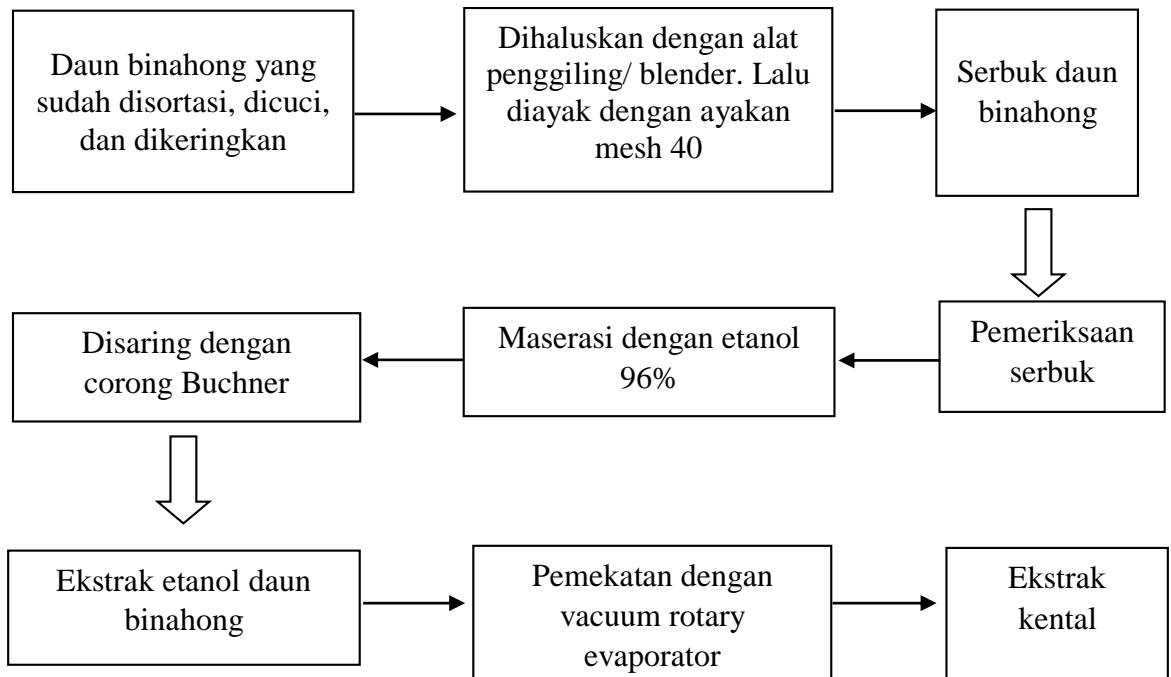 Daun binahong yang
sudah disortasi, dicuci,
dan dikeringkan
Dihaluskan dengan alat
penggiling/ blender. Lalu
diayak dengan ayakan
mesh 40
Serbuk daun
binahong
Pemeriksaan
serbuk
Maserasi dengan etanol
96%
Disaring dengan
corong Buchner
Ekstrak etanol daun
binahong
Pemekatan dengan
vacuum rotary
evaporator
Ekstrak
kental